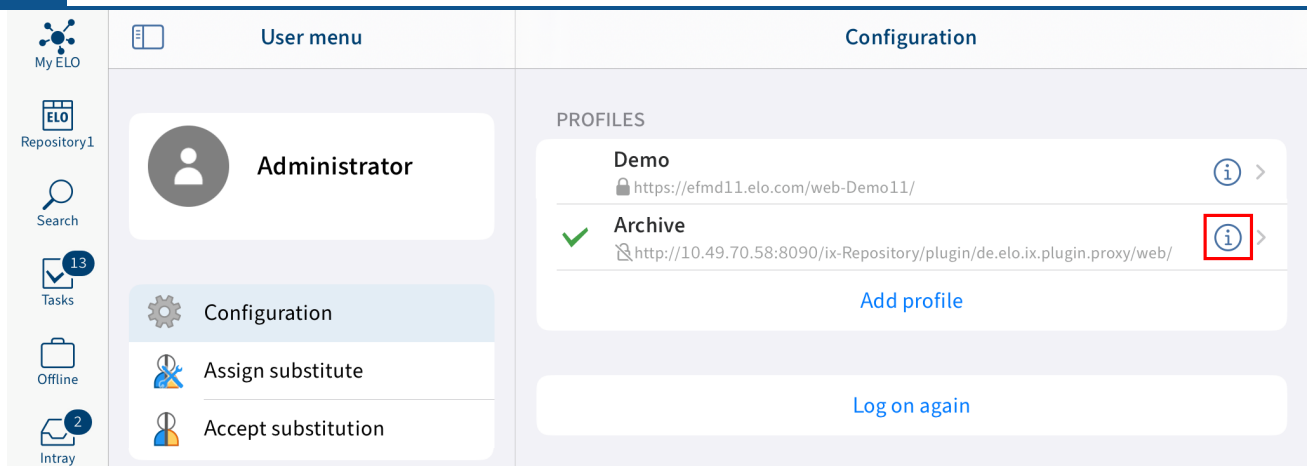 My ELO
ELO
Repository1
Search
13
Tasks
Offline
2
Intray
User menu
Administrator
Configuration
Assign substitute
Accept substitution
Configuration
PROFILES
Demo
https://efmd11.elo.com/web-Demo11/
i
Archive
http://10.49.70.58:8090/ix-Repository/plugin/de.elo.ix.plugin.proxy/web/
i
Add profile
Log on again